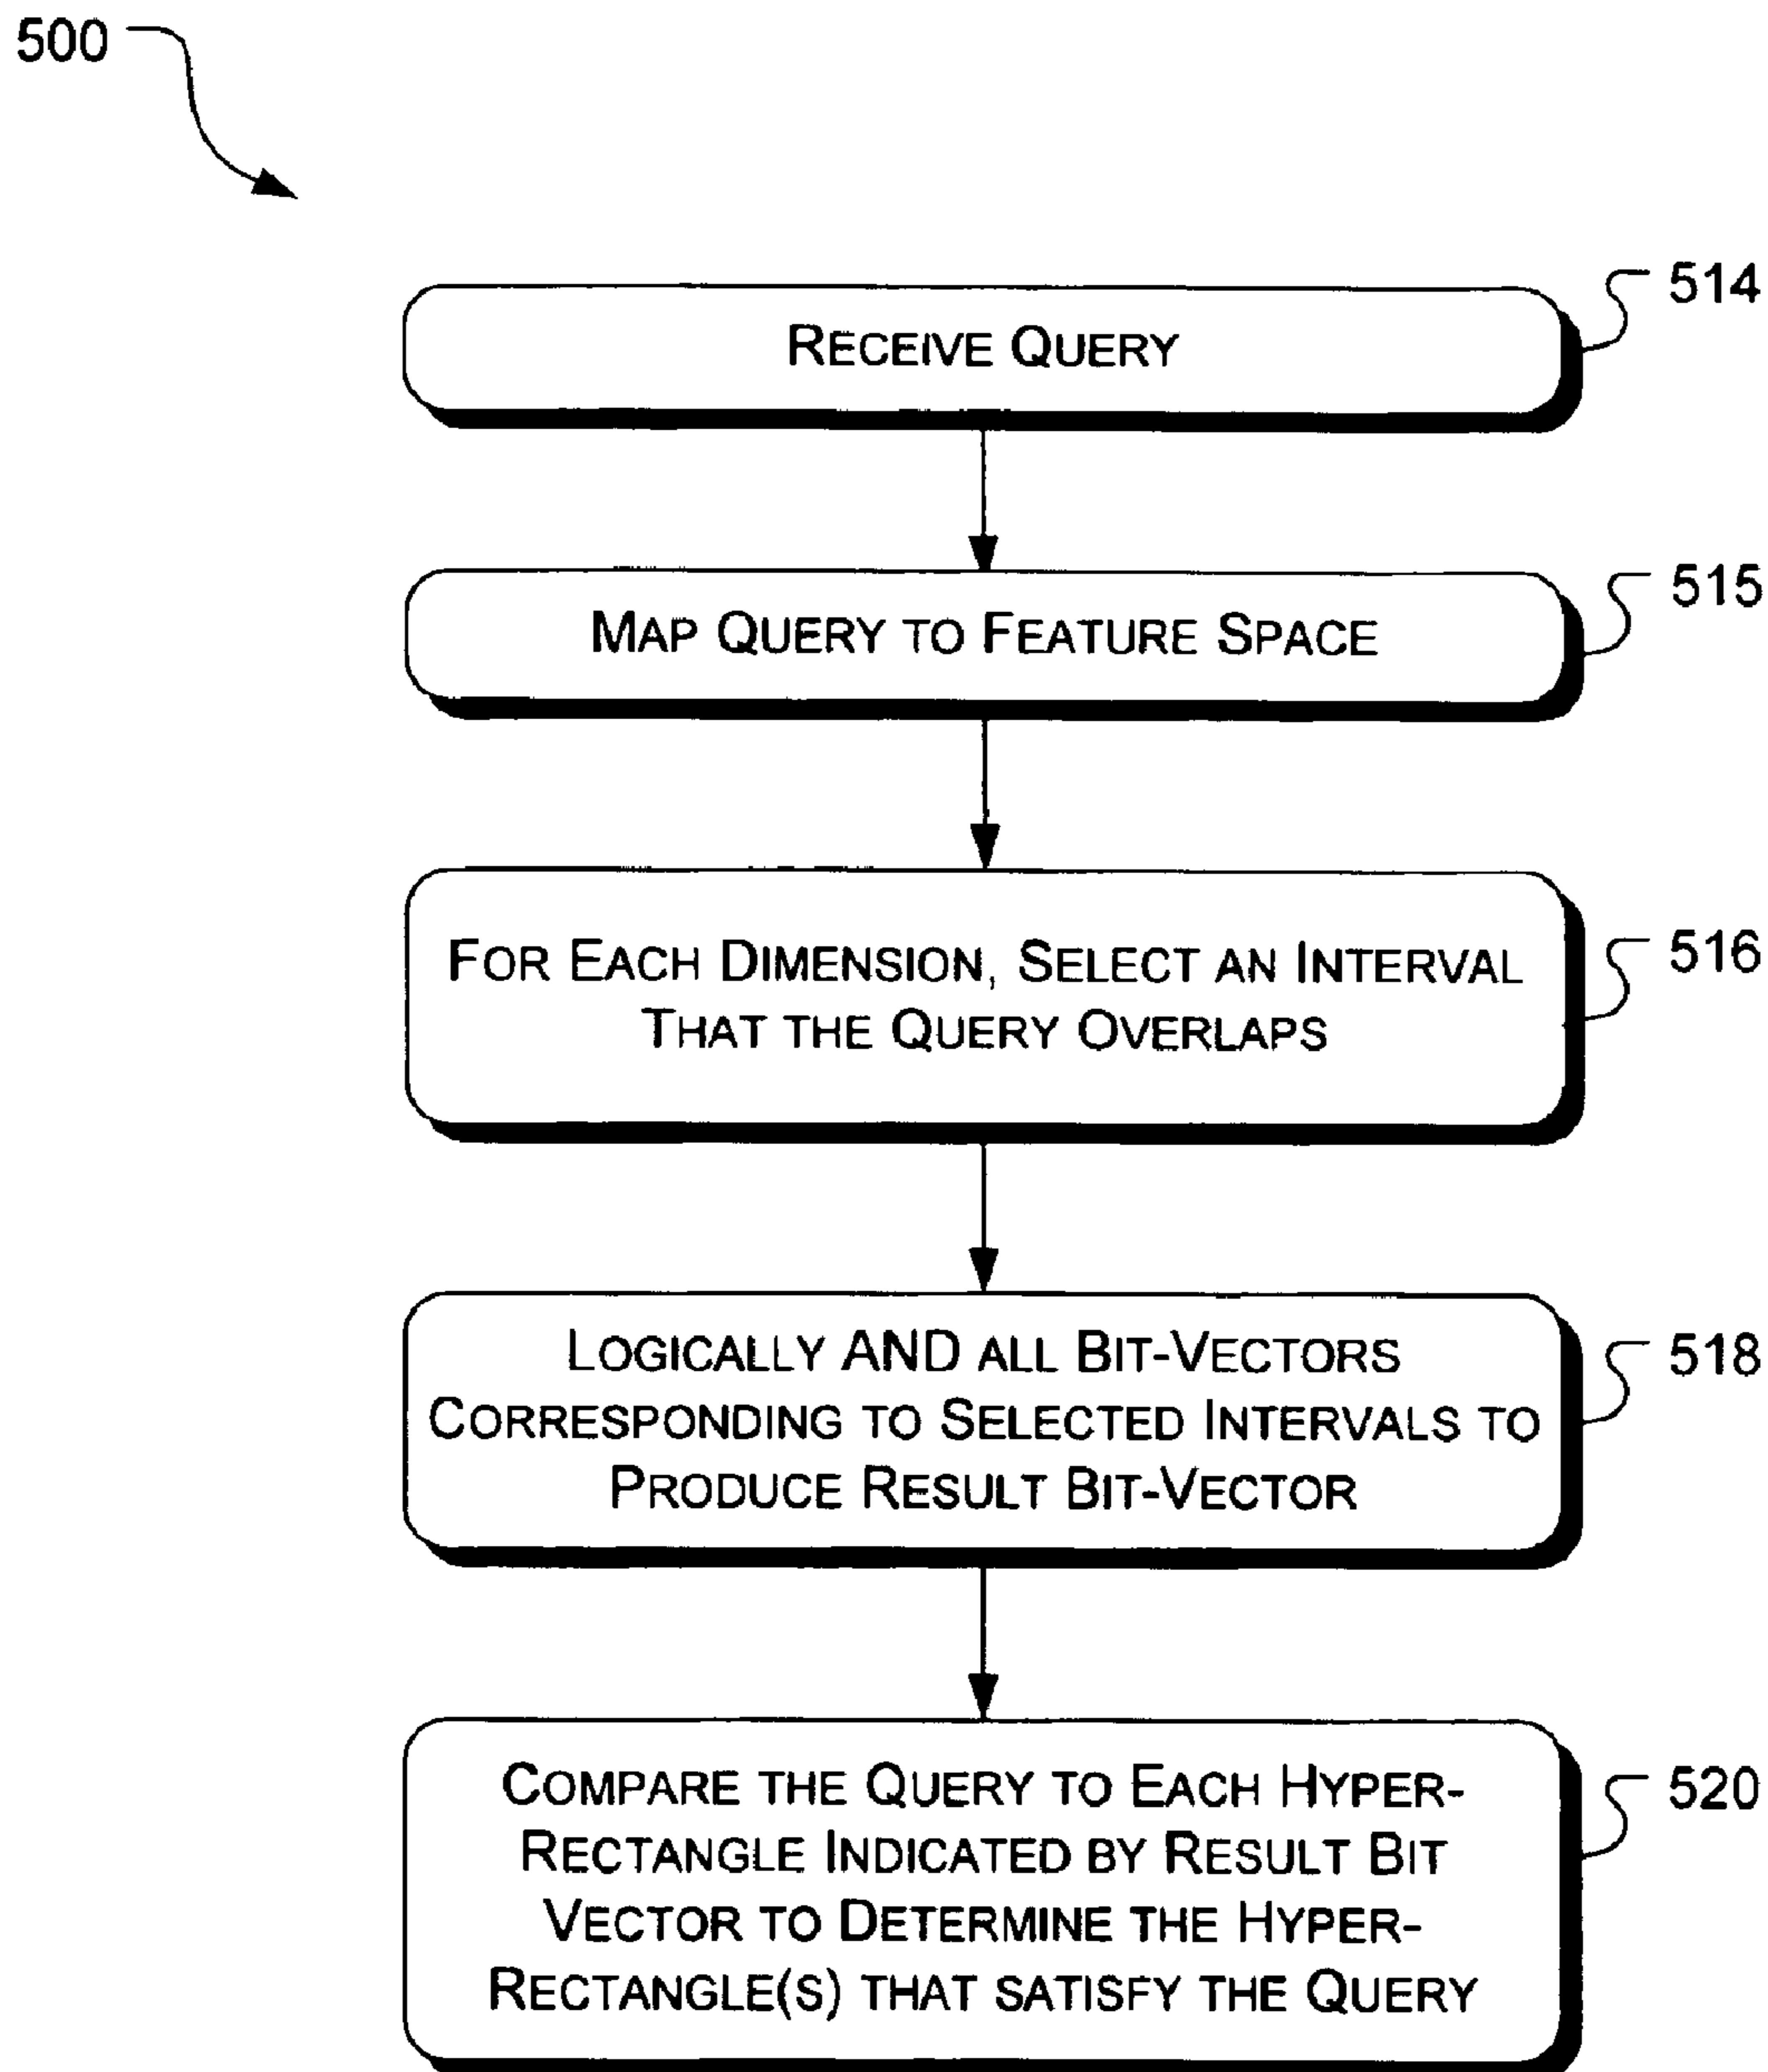 500
514
RECEIVE QUERY
515
MAP QUERY TO FEATURE SPACE
516
FOR EACH DIMENSION, SELECT AN INTERVAL
THAT THE QUERY OVERLAPS
518
LOGICALLY AND ALL BIT-VECTORS
CORRESPONDING TO SELECTED INTERVALS TO
PRODUCE RESULT BIT-VECTOR
520
COMPARE THE QUERY TO EACH HYPER-
RECTANGLE INDICATED BY RESULT BIT
VECTOR TO DETERMINE THE HYPER-
RECTANGLE(S) THAT SATISFY THE QUERY